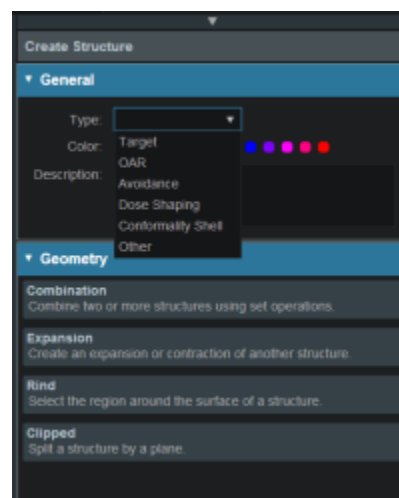 Create Structure
General
Type:
Target
Color:
OAR
Description:
Avoidance
Dose Shaping
Conformality Shell
Other
Geometry
Combination
Combine two or more structures using set operations.
Expansion
Create an expansion or contraction of another structure.
Rind
Select the region around the surface of a structure.
Clipped
Split a structure by a plane.